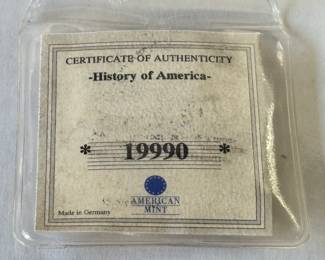 CERTIFICATE OF AUTHENTICITY
-History of America-
* 19990 *
AMERICAN
MINT
Made in Germany